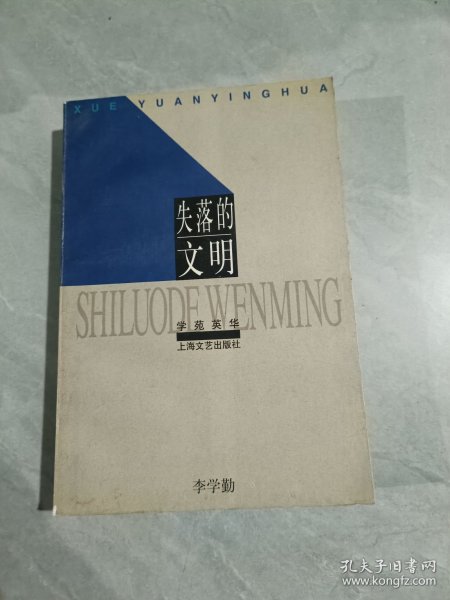 XUE YUANYINGHUA
失落的
文明
SHILUODE WENMING
学苑英华
上海文艺出版社
李学勤
孔夫子旧书网
www.kongfz.com